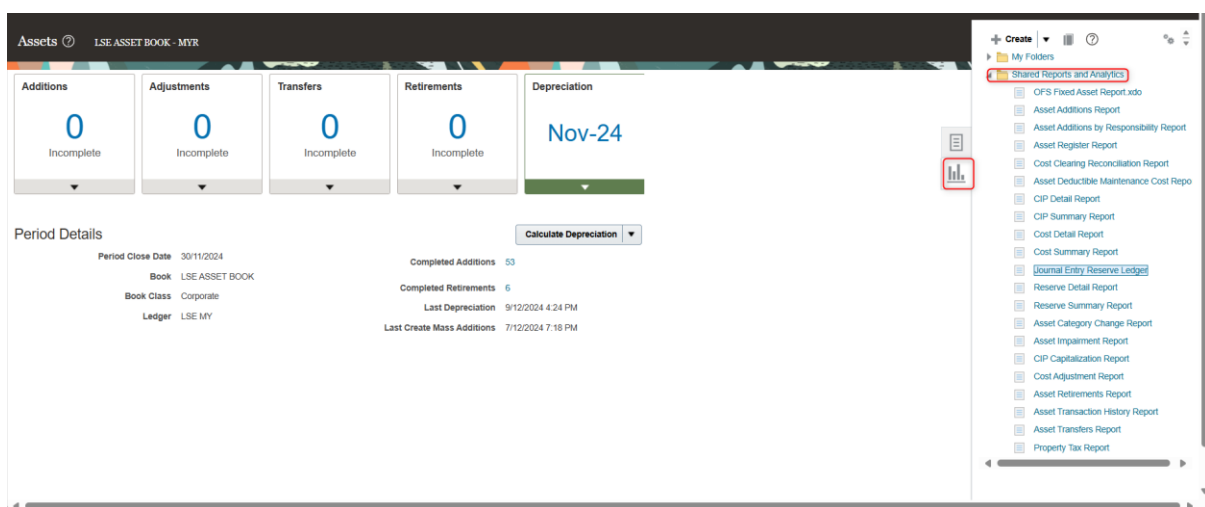 Assets LSE ASSET BOOK - MYR
Additions
0
Incomplete
Adjustments
0
Incomplete
Transfers
0
Incomplete
Retirements
0
Incomplete
Depreciation
Nov-24
Period Details
Calculate Depreciation
Period Close Date 30/11/2024
Book LSE ASSET BOOK
Book Class Corporate
Ledger LSE MY
Completed Additions 53
Completed Retirements 6
Last Depreciation 9/12/2024 4:24 PM
Last Create Mass Additions 7/12/2024 7:18 PM
Create
My Folders
Shared Reports and Analytics
OFS Fixed Asset Report.xdo
Asset Additions Report
Asset Additions by Responsibility Report
Asset Register Report
Cost Clearing Reconciliation Report
Asset Deductible Maintenance Cost Repo
CIP Detail Report
CIP Summary Report
Cost Detail Report
Cost Summary Report
Journal Entry Reserve Ledger
Reserve Detail Report
Reserve Summary Report
Asset Category Change Report
Asset Impairment Report
CIP Capitalization Report
Cost Adjustment Report
Asset Retirements Report
Asset Transaction History Report
Asset Transfers Report
Property Tax Report